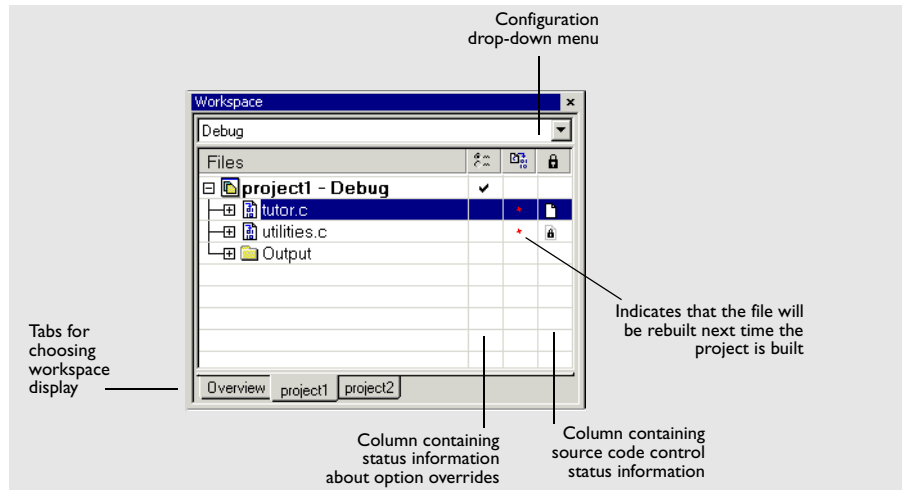 Configuration
drop-down menu
Workspace
Debug
Files
project1 - Debug
tutor.c
utilities.c
Output
Indicates that the file will
be rebuilt next time the
project is built
Tabs for
choosing
workspace
display
Overview project1 project2
Column containing
status information
about option overrides
Column containing
source code control
status information